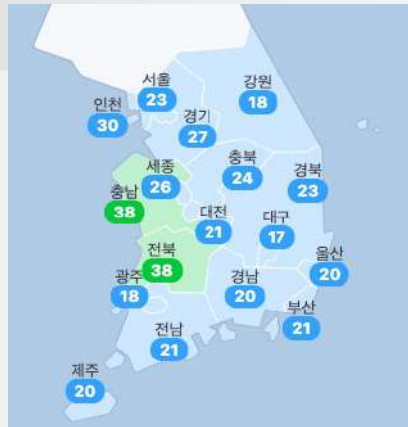 서울
23
강원
18
인천
30
경기
27
세종
26
충북
24
경북
23
충남
38
대전
21
대구
17
전북
38
울산
20
광주
18
경남
20
부산
21
전남
21
제주
20